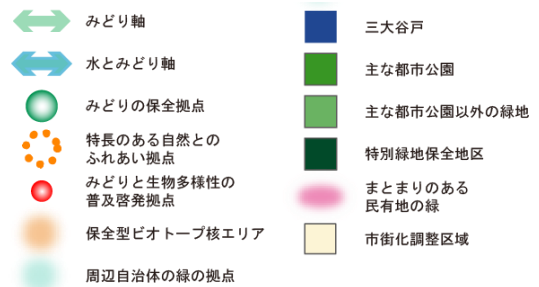 みどり軸
水とみどり軸
みどりの保全拠点
特長のある自然との
ふれあい拠点
みどりと生物多様性の
普及啓発拠点
保全型ビオトープ核エリア
周辺自治体の緑の拠点
三大谷戸
主な都市公園
主な都市公園以外の緑地
特別緑地保全地区
まとまりのある
民有地の緑
市街化調整区域